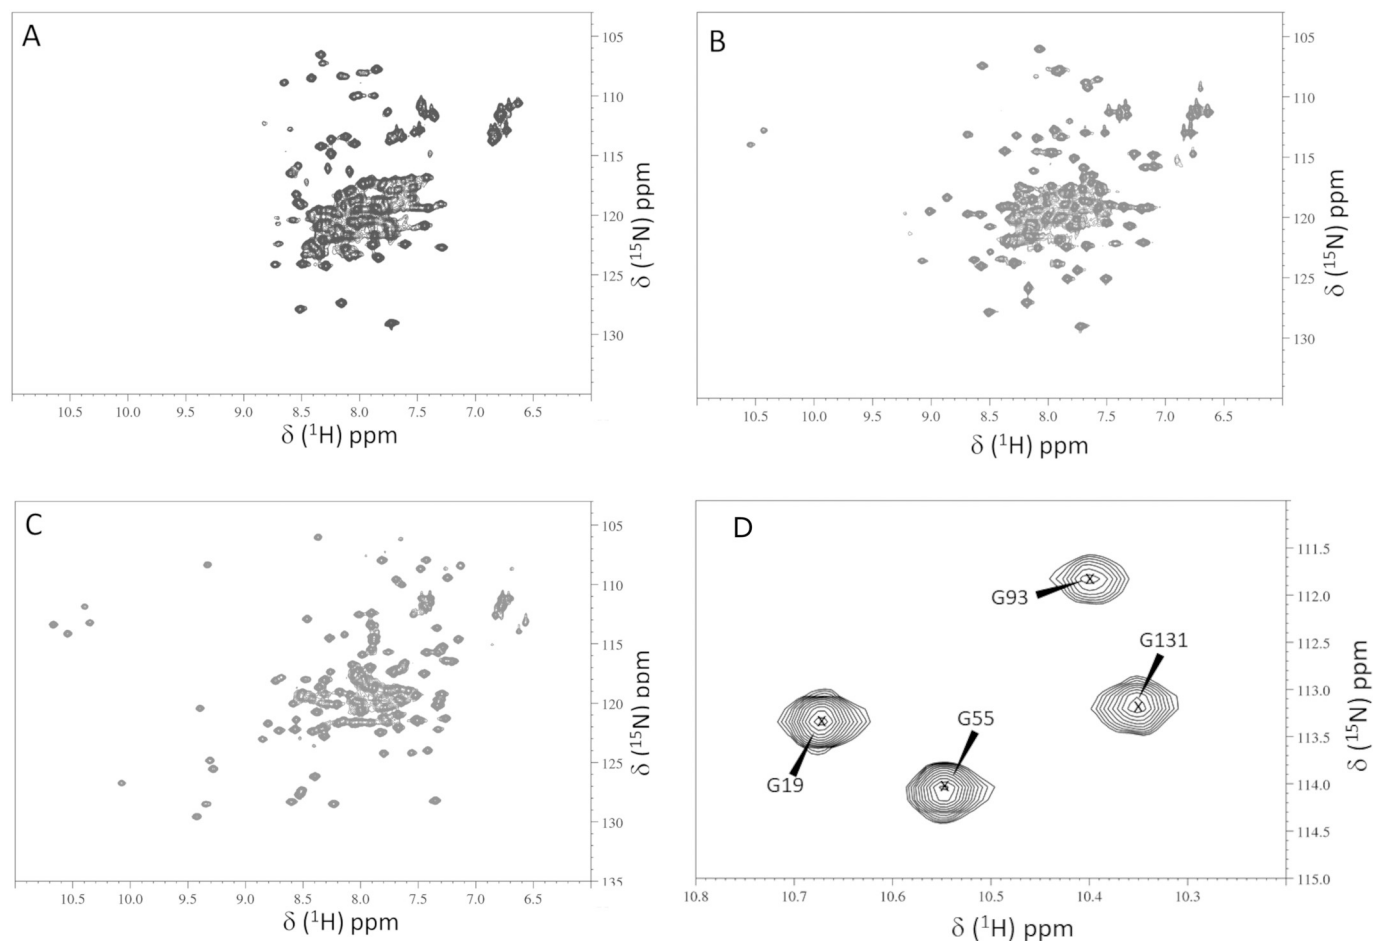 A
105
110
115
120
125
130
δ (¹⁵N) ppm
10.5 10.0 9.5 9.0 8.5 8.0 7.5 7.0 6.5
δ (¹H) ppm
B
105
110
115
120
125
130
δ (¹⁵N) ppm
10.5 10.0 9.5 9.0 8.5 8.0 7.5 7.0 6.5
δ (¹H) ppm
C
105
110
115
120
125
130
135
δ (¹⁵N) ppm
10.5 10.0 9.5 9.0 8.5 8.0 7.5 7.0 6.5
δ (¹H) ppm
D
G93
G131
G55
G19
X
X
X
X
111.5
112.0
112.5
113.0
113.5
114.0
114.5
115.0
δ (¹⁵N) ppm
10.8 10.7 10.6 10.5 10.4 10.3
δ (¹H) ppm